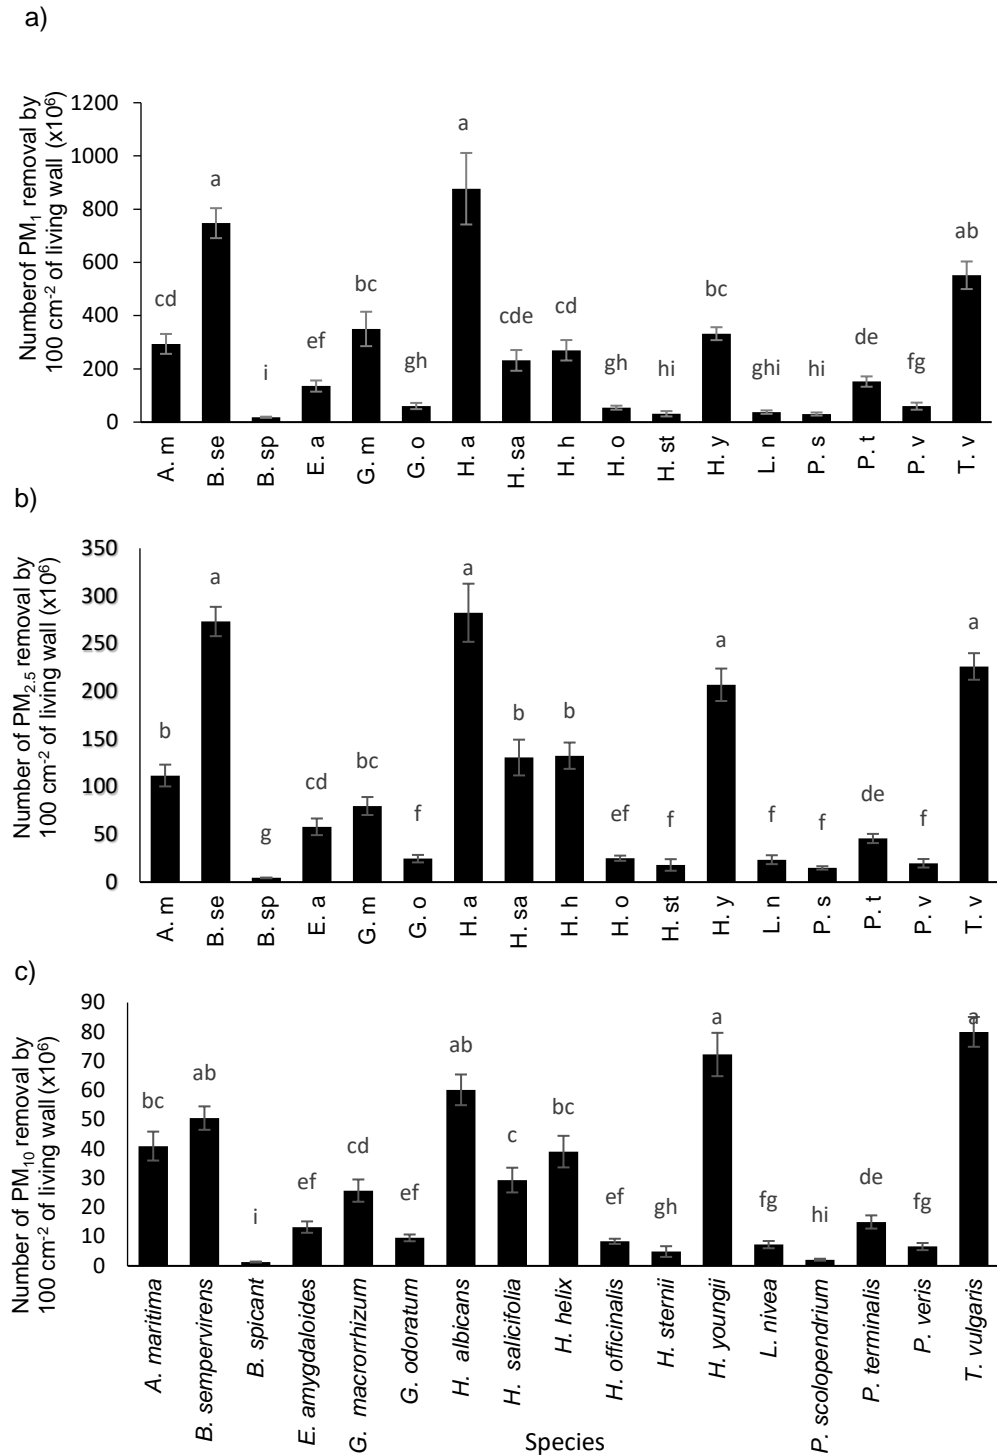 a)
Numberof PM₁ removal by
100 cm⁻² of living wall (x10⁶)
1200
1000
800
600
400
200
0
cd
a
i
ef
bc
gh
a
cde
cd
gh
hi
bc
ghi
hi
de
fg
ab
A. m
B. se
B. sp
E. a
G. m
G. o
H. a
H. sa
H. h
H. o
H. st
H. y
L. n
P. s
P. t
P. v
T. v
b)
Number of PM₂.₅ removal by
100 cm⁻² of living wall (x10⁶)
350
300
250
200
150
100
50
0
b
a
g
cd
bc
f
a
b
b
ef
f
a
f
f
de
f
a
A. m
B. se
B. sp
E. a
G. m
G. o
H. a
H. sa
H. h
H. o
H. st
H. y
L. n
P. s
P. t
P. v
T. v
c)
Number of PM₁₀ removal by
100 cm⁻² of living wall (x10⁶)
90
80
70
60
50
40
30
20
10
0
bc
ab
i
ef
cd
ef
ab
c
bc
ef
gh
a
fg
hi
de
fg
a
A. maritima
B. sempervirens
B. spicant
E. amygdaloides
G. macrorrhizum
G. odoratum
H. albicans
H. salicifolia
H. helix
H. officinalis
H. sternii
H. youngii
L. nivea
P. scolopendrium
P. terminalis
P. veris
T. vulgaris
Species